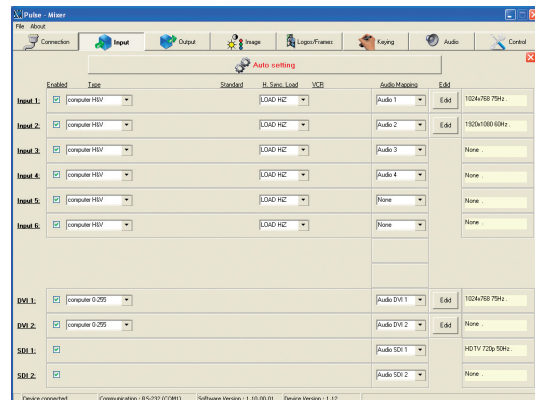 Pulse - Mixer
File About
Connection Input Output Image Logos/Frames Keying Audio Control
Auto setting
Enabled Type Standard H. Sync. Load VCR Audio Mapping Edid
Input 1: computer H&V LOAD HiZ Audio 1 Edid 1024x768 75Hz .
Input 2: computer H&V LOAD HiZ Audio 2 Edid 1920x1080 60Hz .
Input 3: computer H&V LOAD HiZ Audio 3 None .
Input 4: computer H&V LOAD HiZ Audio 4 None .
Input 5: computer H&V LOAD HiZ None None .
Input 6: computer H&V LOAD HiZ None None .
DVI 1: computer 0-255 Audio DVI 1 Edid 1024x768 75Hz .
DVI 2: computer 0-255 Audio DVI 2 Edid None .
SDI 1: Audio SDI 1 HDTV 720p 50Hz .
SDI 2: Audio SDI 2 None .
Device connected Communication : RS-232 (COM1) Software Version : 1.10.00.01 Device Version : 1.12